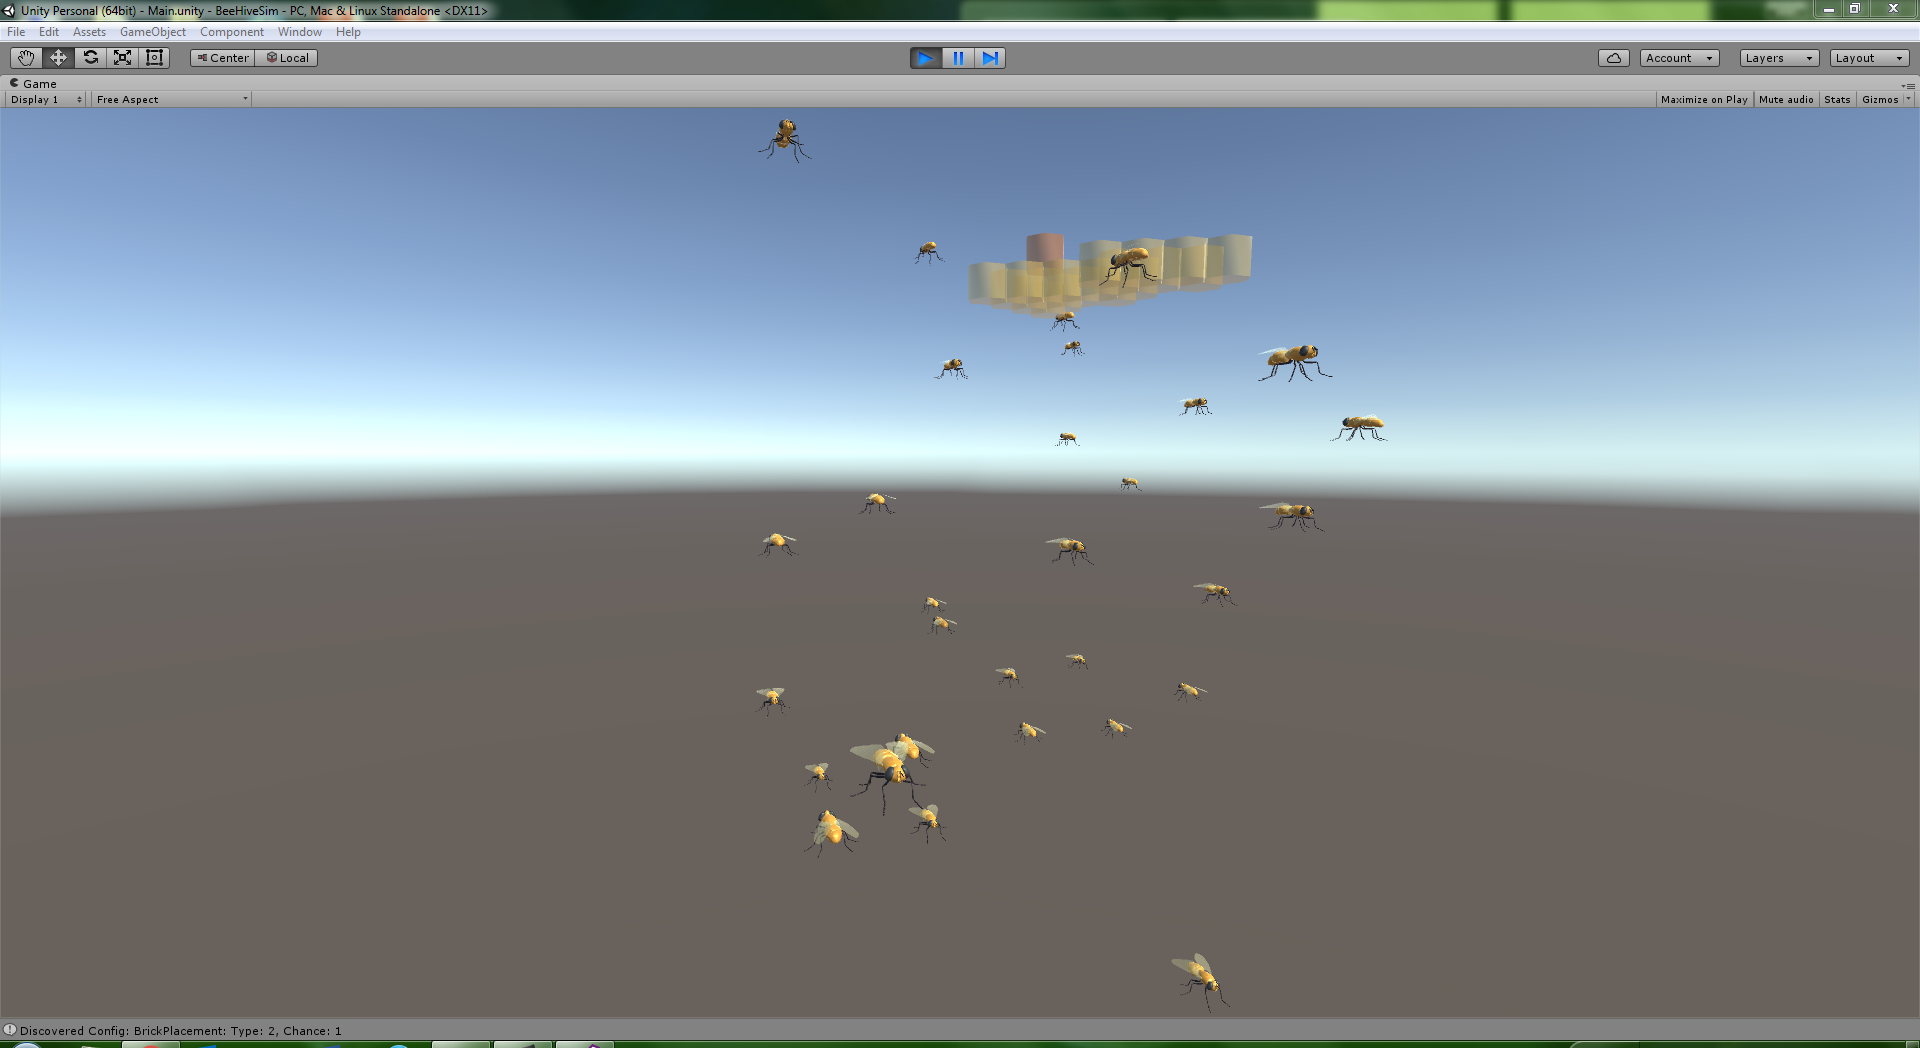 Unity Personal (64bit) - Main.unity - BeeHiveSim - PC, Mac & Linux Standalone <DX11>
File Edit Assets GameObject Component Window Help
Center Local Account Layers Layout
Game
Display 1 Free Aspect Maximize on Play Mute audio Stats Gizmos
Discovered Config: BrickPlacement: Type: 2, Chance: 1